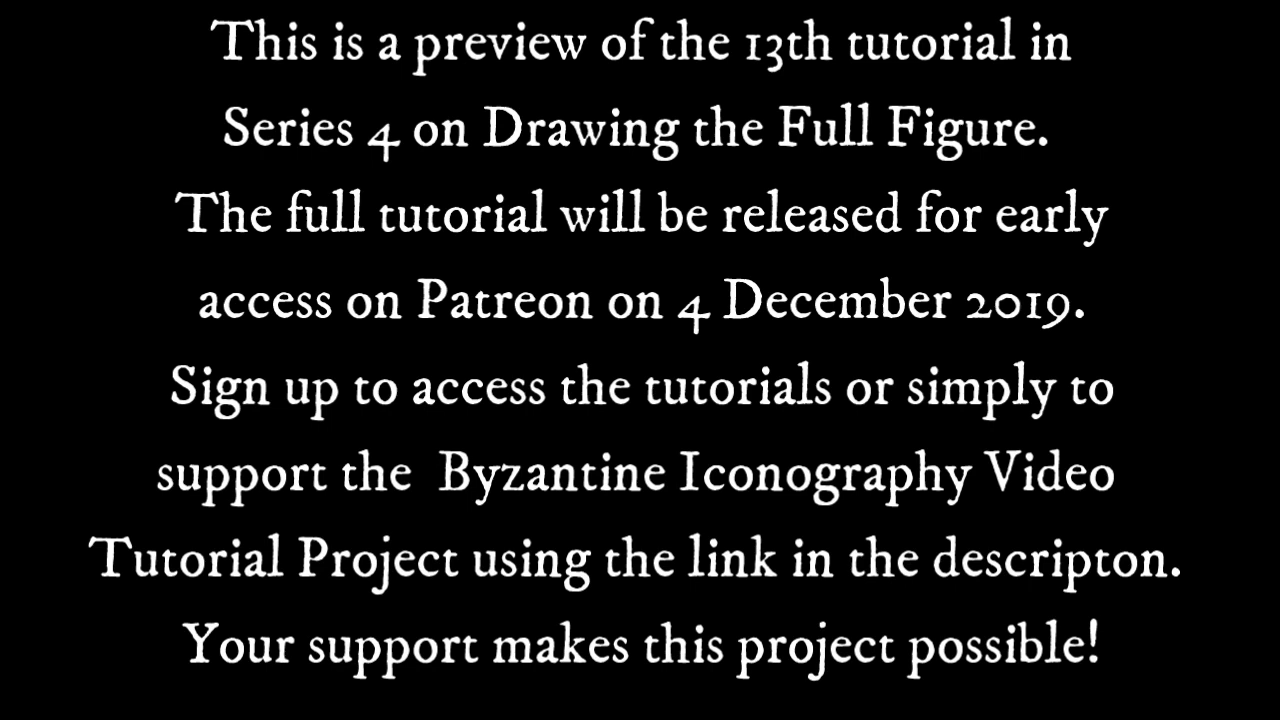 This is a preview of the 13th tutorial in
Series 4 on Drawing the Full Figure.
The full tutorial will be released for early
access on Patreon on 4 December 2019.
Sign up to access the tutorials or simply to
support the  Byzantine Iconography Video
Tutorial Project using the link in the descripton.
Your support makes this project possible!